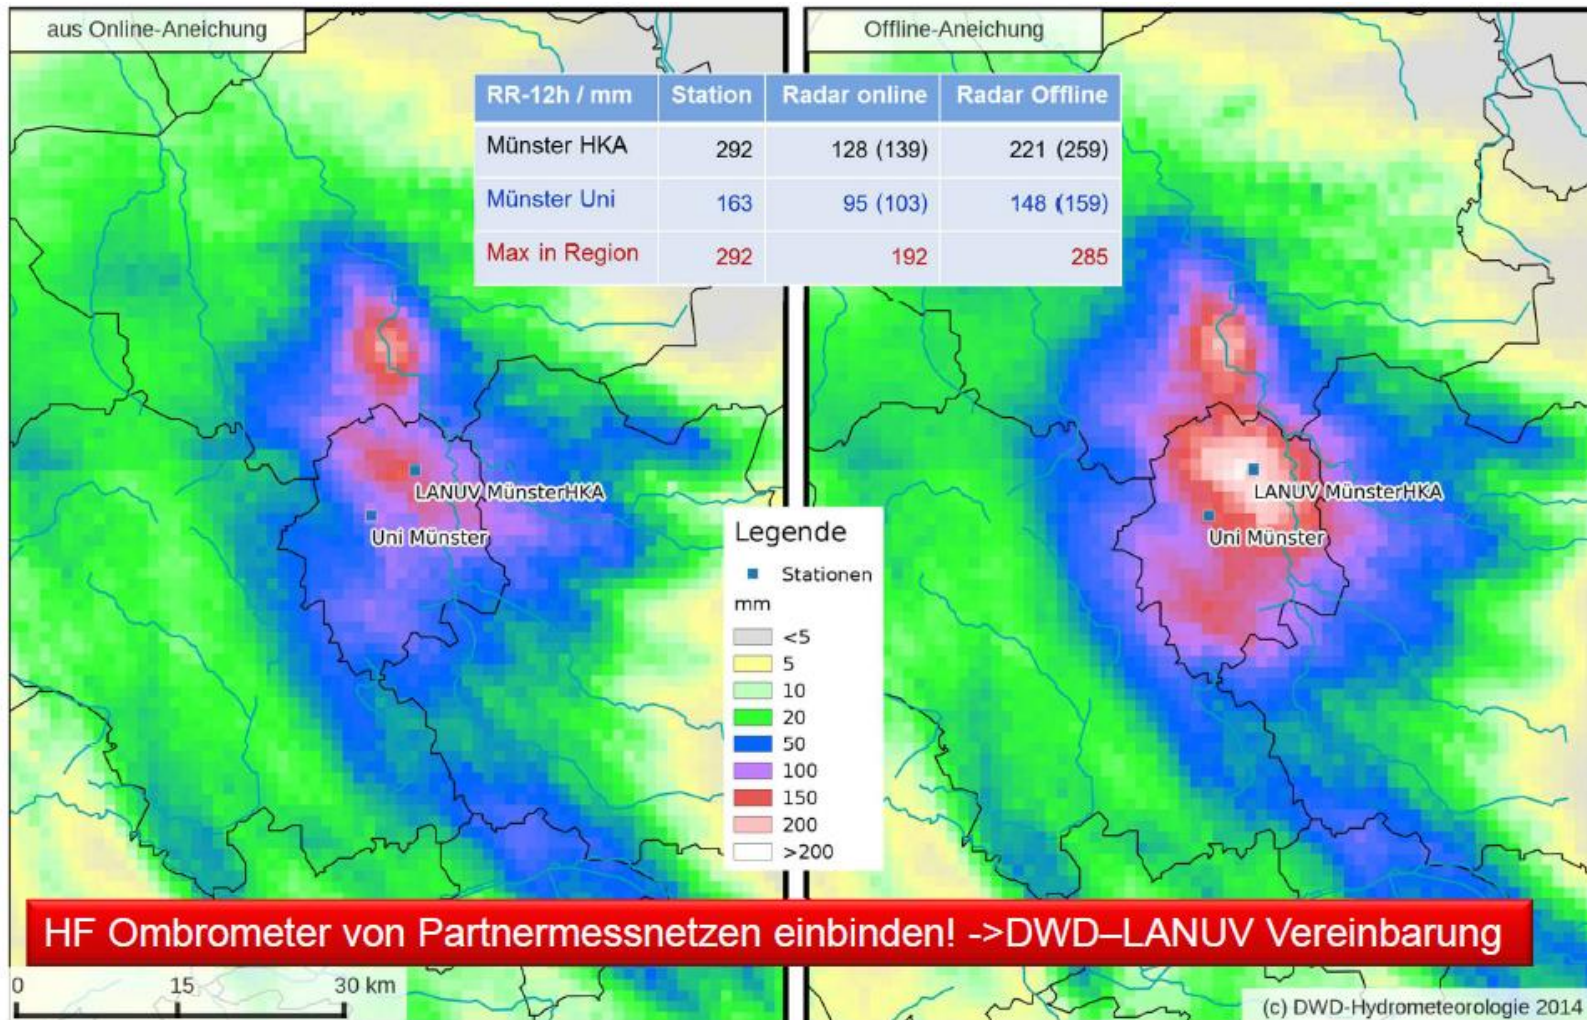 aus Online-Aneichung
Offline-Aneichung
RR-12h / mm Station Radar online Radar Offline
Münster HKA 292 128 (139) 221 (259)
Münster Uni 163 95 (103) 148 (159)
Max in Region 292 192 285
LANUV MünsterHKA
Uni Münster
LANUV MünsterHKA
Uni Münster
Legende
Stationen
mm
<5
5
10
20
50
100
150
200
>200
HF Ombrometer von Partnermessnetzen einbinden! ->DWD–LANUV Vereinbarung
0 15 30 km
(c) DWD-Hydrometeorologie 2014